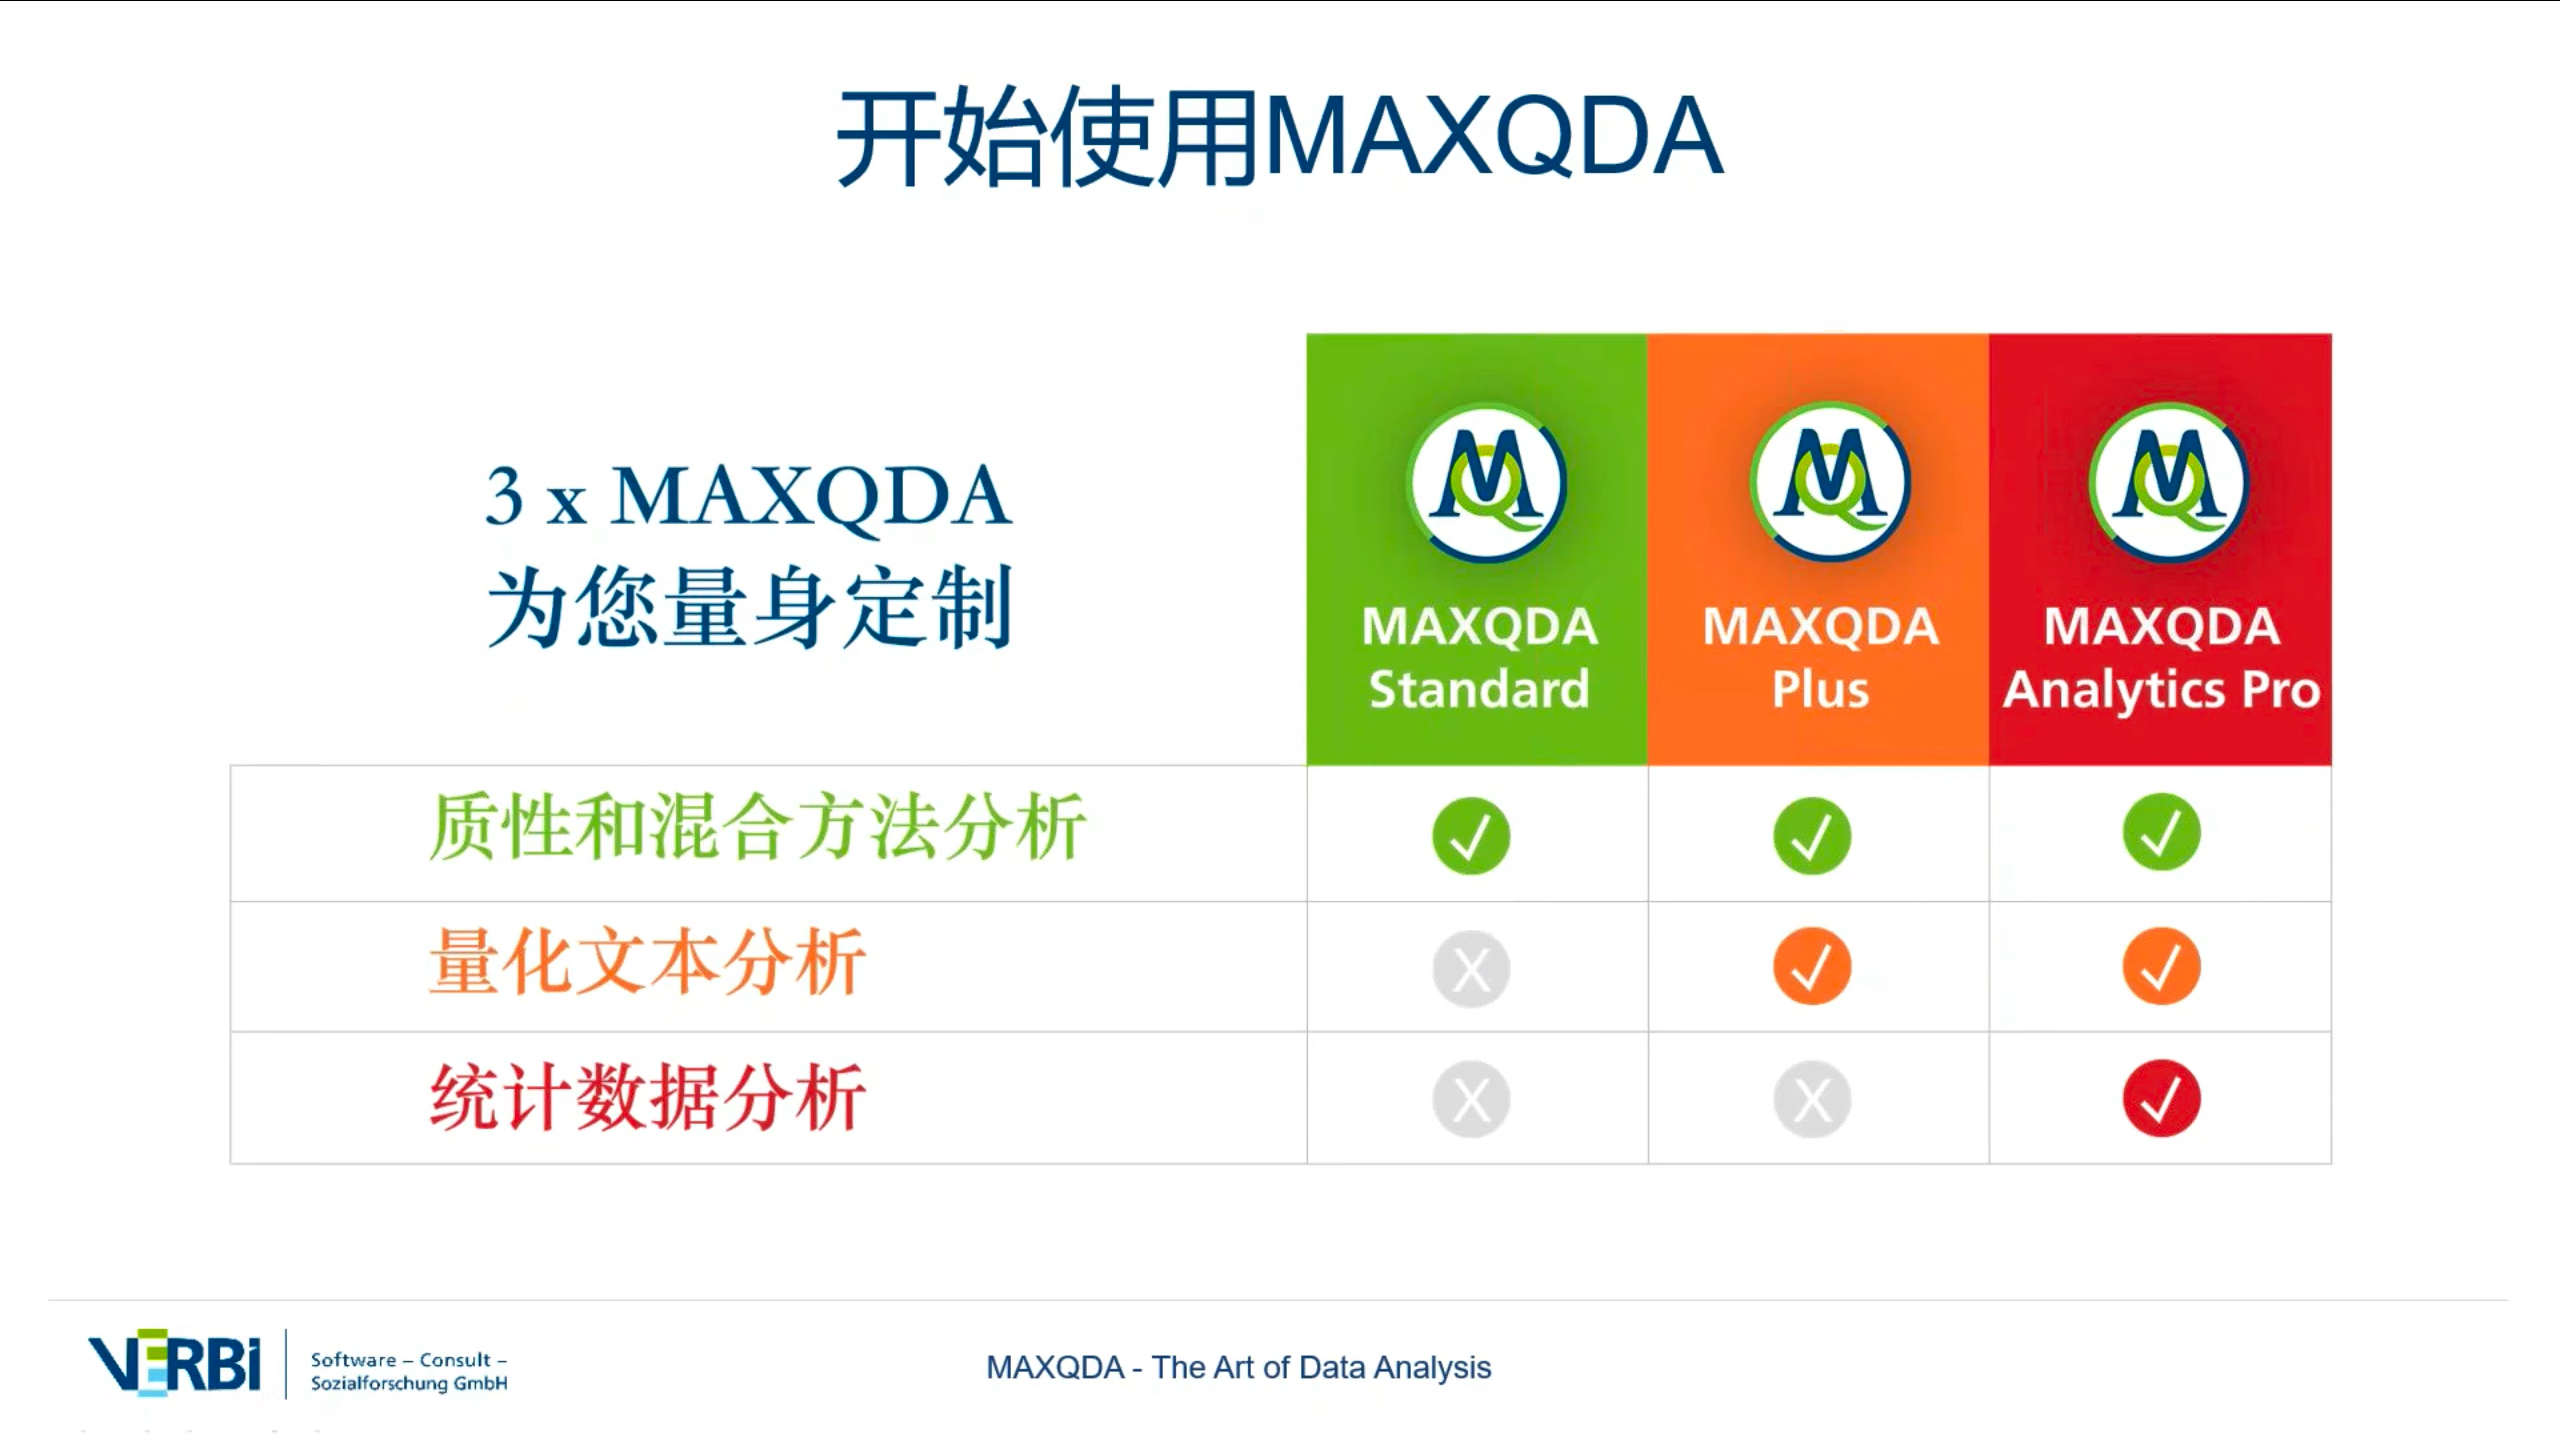 开始使用MAXQDA
3 x MAXQDA
为您量身定制
MAXQDA
Standard
MAXQDA
Plus
MAXQDA
Analytics Pro
质性和混合方法分析
量化文本分析
X
统计数据分析
X
X
VERBI
Software – Consult –
Sozialforschung GmbH
MAXQDA - The Art of Data Analysis